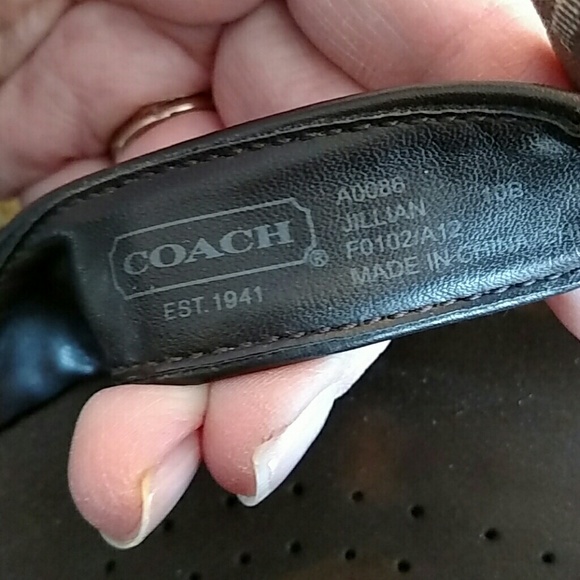 COACH®
EST. 1941
A0086
JILLIAN 10B
F0102/A12
MADE IN CHINA